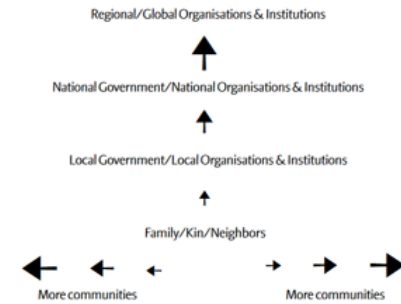 Regional/Global Organisations & Institutions
National Government/National Organisations & Institutions
Local Government/Local Organisations & Institutions
Family/Kin/Neighbors
More communities
More communities